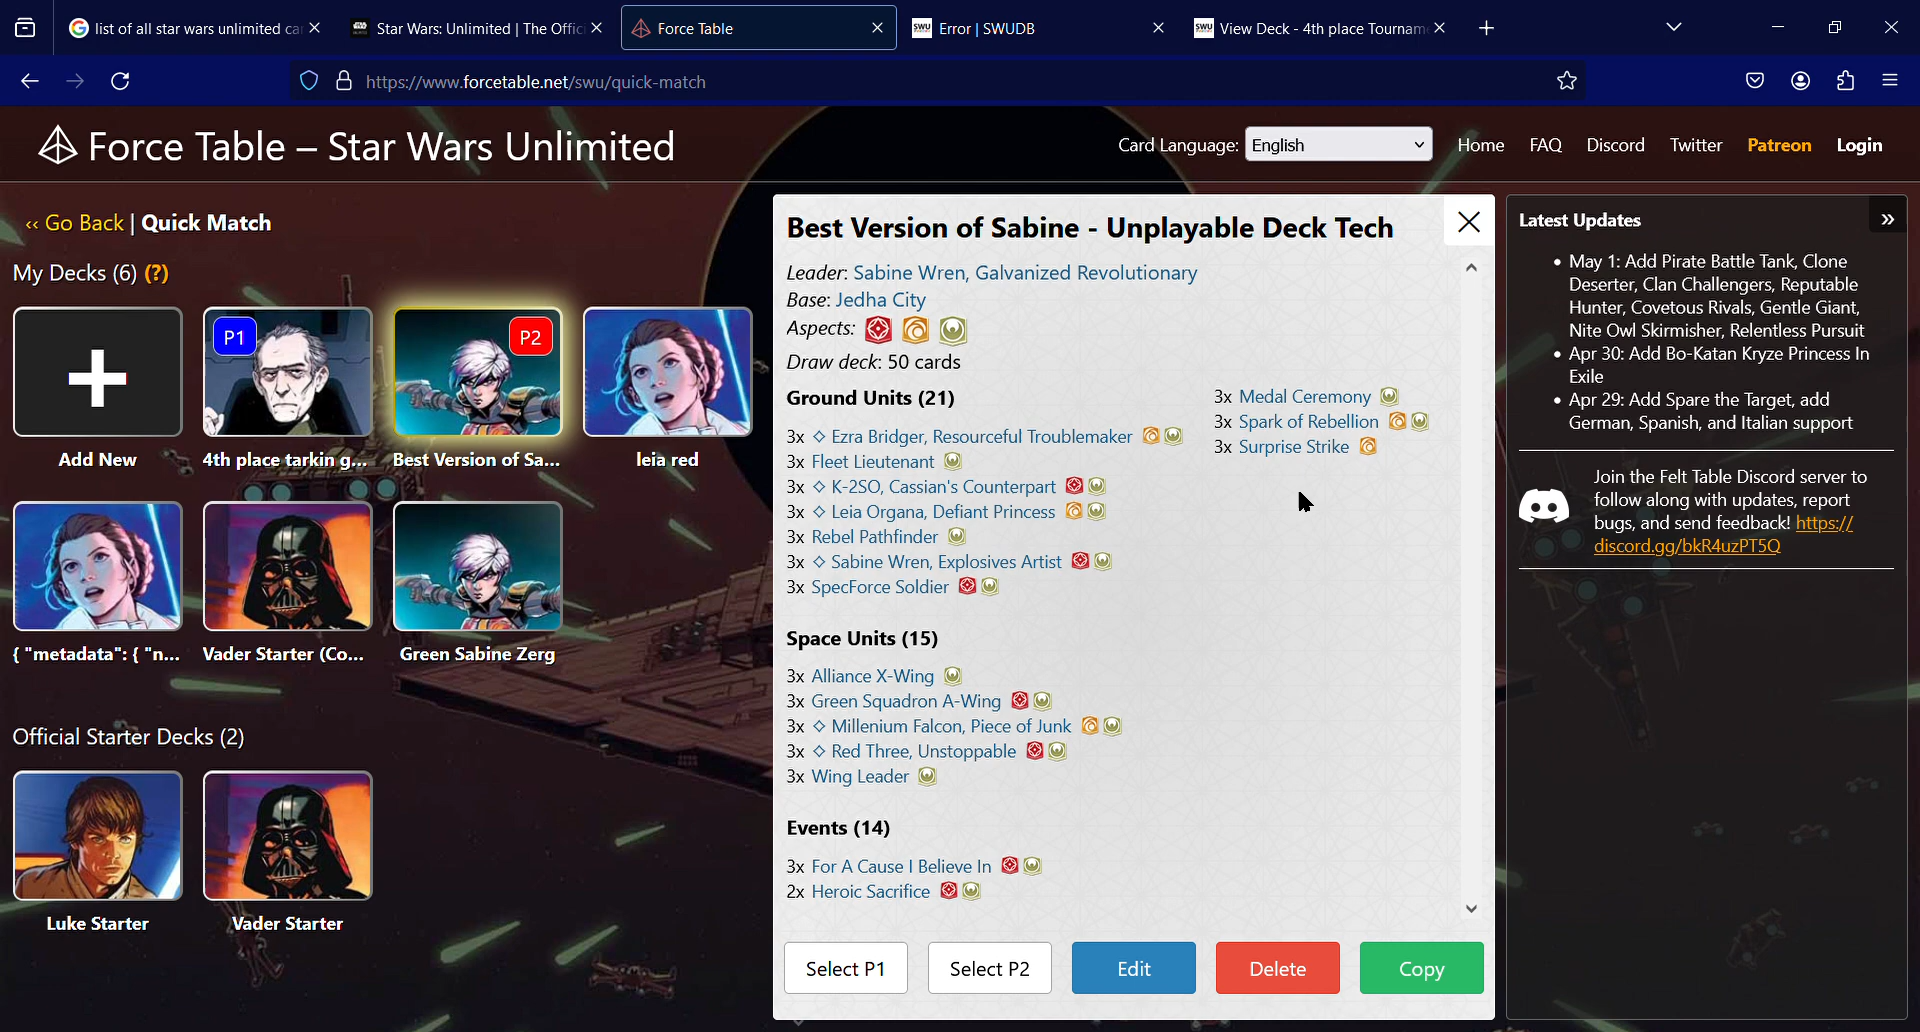 list of all star wars unlimited ca
Star Wars: Unlimited | The Offic
Force Table
Error | SWUDB
View Deck - 4th place Tourname
https://www.forcetable.net/swu/quick-match
Force Table – Star Wars Unlimited
Card Language: English
Home FAQ Discord Twitter Patreon Login
‹‹ Go Back | Quick Match
My Decks (6) (?)
P1
P2
Add New
4th place tarkin g...
Best Version of Sa...
leia red
{ "metadata": { "n...
Vader Starter (Co...
Green Sabine Zerg
Official Starter Decks (2)
Luke Starter
Vader Starter
Best Version of Sabine - Unplayable Deck Tech
Leader: Sabine Wren, Galvanized Revolutionary
Base: Jedha City
Aspects:
Draw deck: 50 cards
Ground Units (21)
3x Ezra Bridger, Resourceful Troublemaker
3x Fleet Lieutenant
3x K-2SO, Cassian's Counterpart
3x Leia Organa, Defiant Princess
3x Rebel Pathfinder
3x Sabine Wren, Explosives Artist
3x SpecForce Soldier
Space Units (15)
3x Alliance X-Wing
3x Green Squadron A-Wing
3x Millenium Falcon, Piece of Junk
3x Red Three, Unstoppable
3x Wing Leader
Events (14)
3x For A Cause I Believe In
2x Heroic Sacrifice
3x Medal Ceremony
3x Spark of Rebellion
3x Surprise Strike
Select P1
Select P2
Edit
Delete
Copy
Latest Updates
»
• May 1: Add Pirate Battle Tank, Clone
Deserter, Clan Challengers, Reputable
Hunter, Covetous Rivals, Gentle Giant,
Nite Owl Skirmisher, Relentless Pursuit
• Apr 30: Add Bo-Katan Kryze Princess In
Exile
• Apr 29: Add Spare the Target, add
German, Spanish, and Italian support
Join the Felt Table Discord server to
follow along with updates, report
bugs, and send feedback! https://
discord.gg/bkR4uzPT5Q